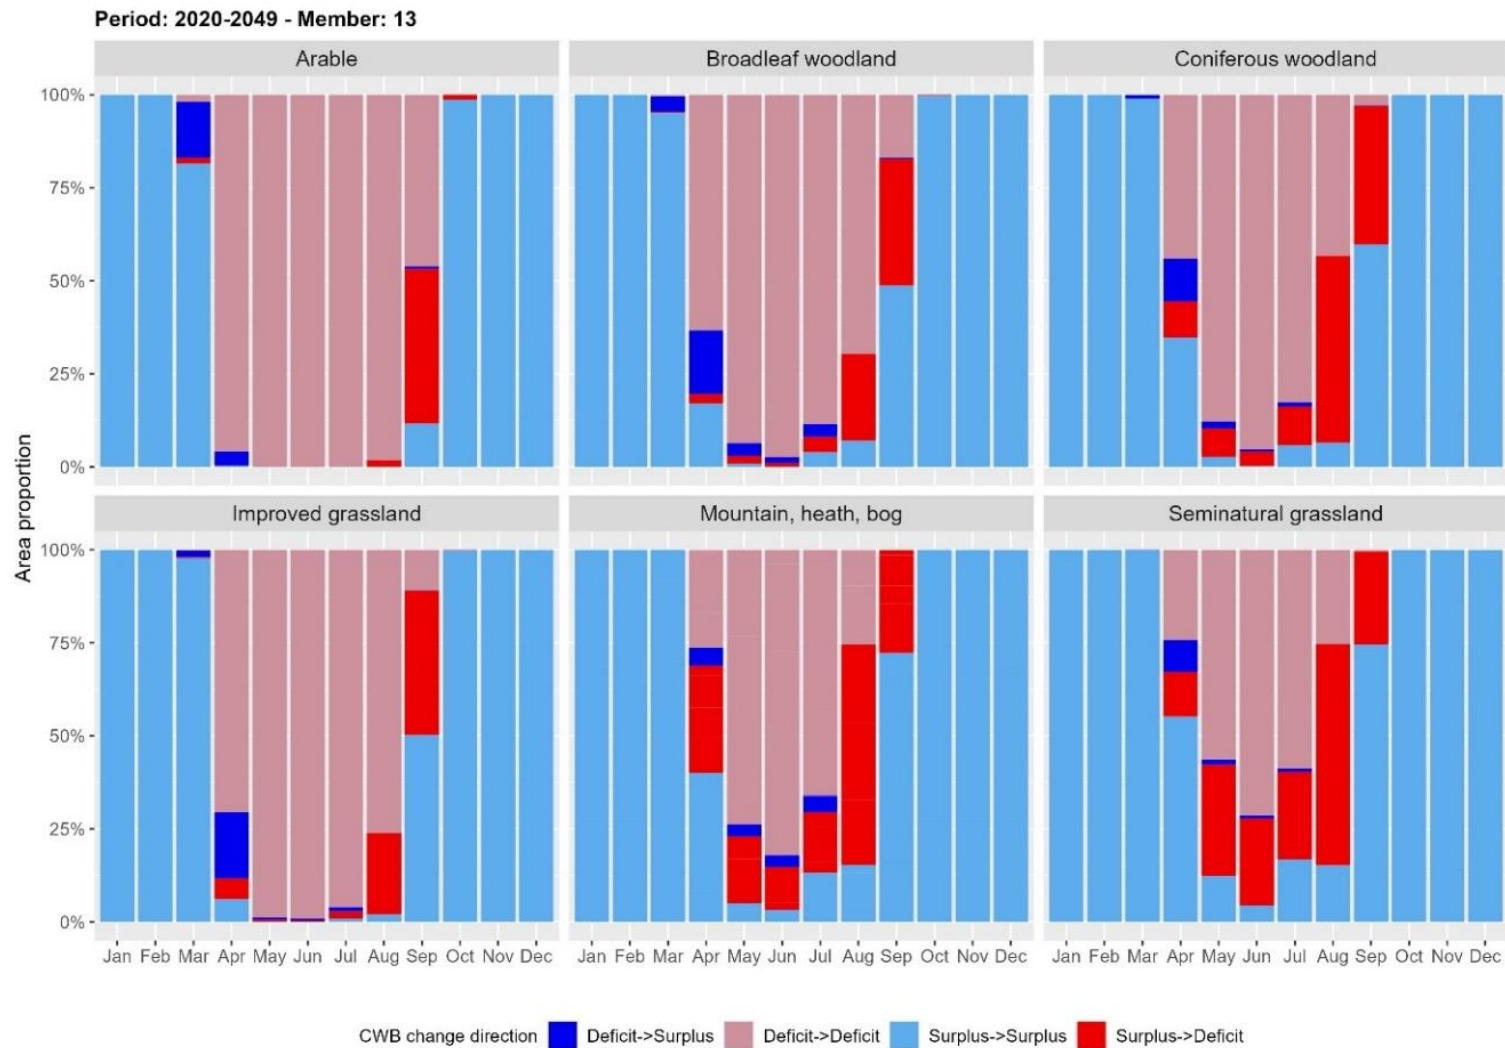 Period: 2020-2049 - Member: 13
Arable
Broadleaf woodland
Coniferous woodland
100%
75%
50%
25%
0%
Area proportion
Improved grassland
Mountain, heath, bog
Seminatural grassland
100%
75%
50%
25%
0%
Jan Feb Mar Apr May Jun Jul Aug Sep Oct Nov Dec
Jan Feb Mar Apr May Jun Jul Aug Sep Oct Nov Dec
Jan Feb Mar Apr May Jun Jul Aug Sep Oct Nov Dec
CWB change direction Deficit->Surplus Deficit->Deficit Surplus->Surplus Surplus->Deficit